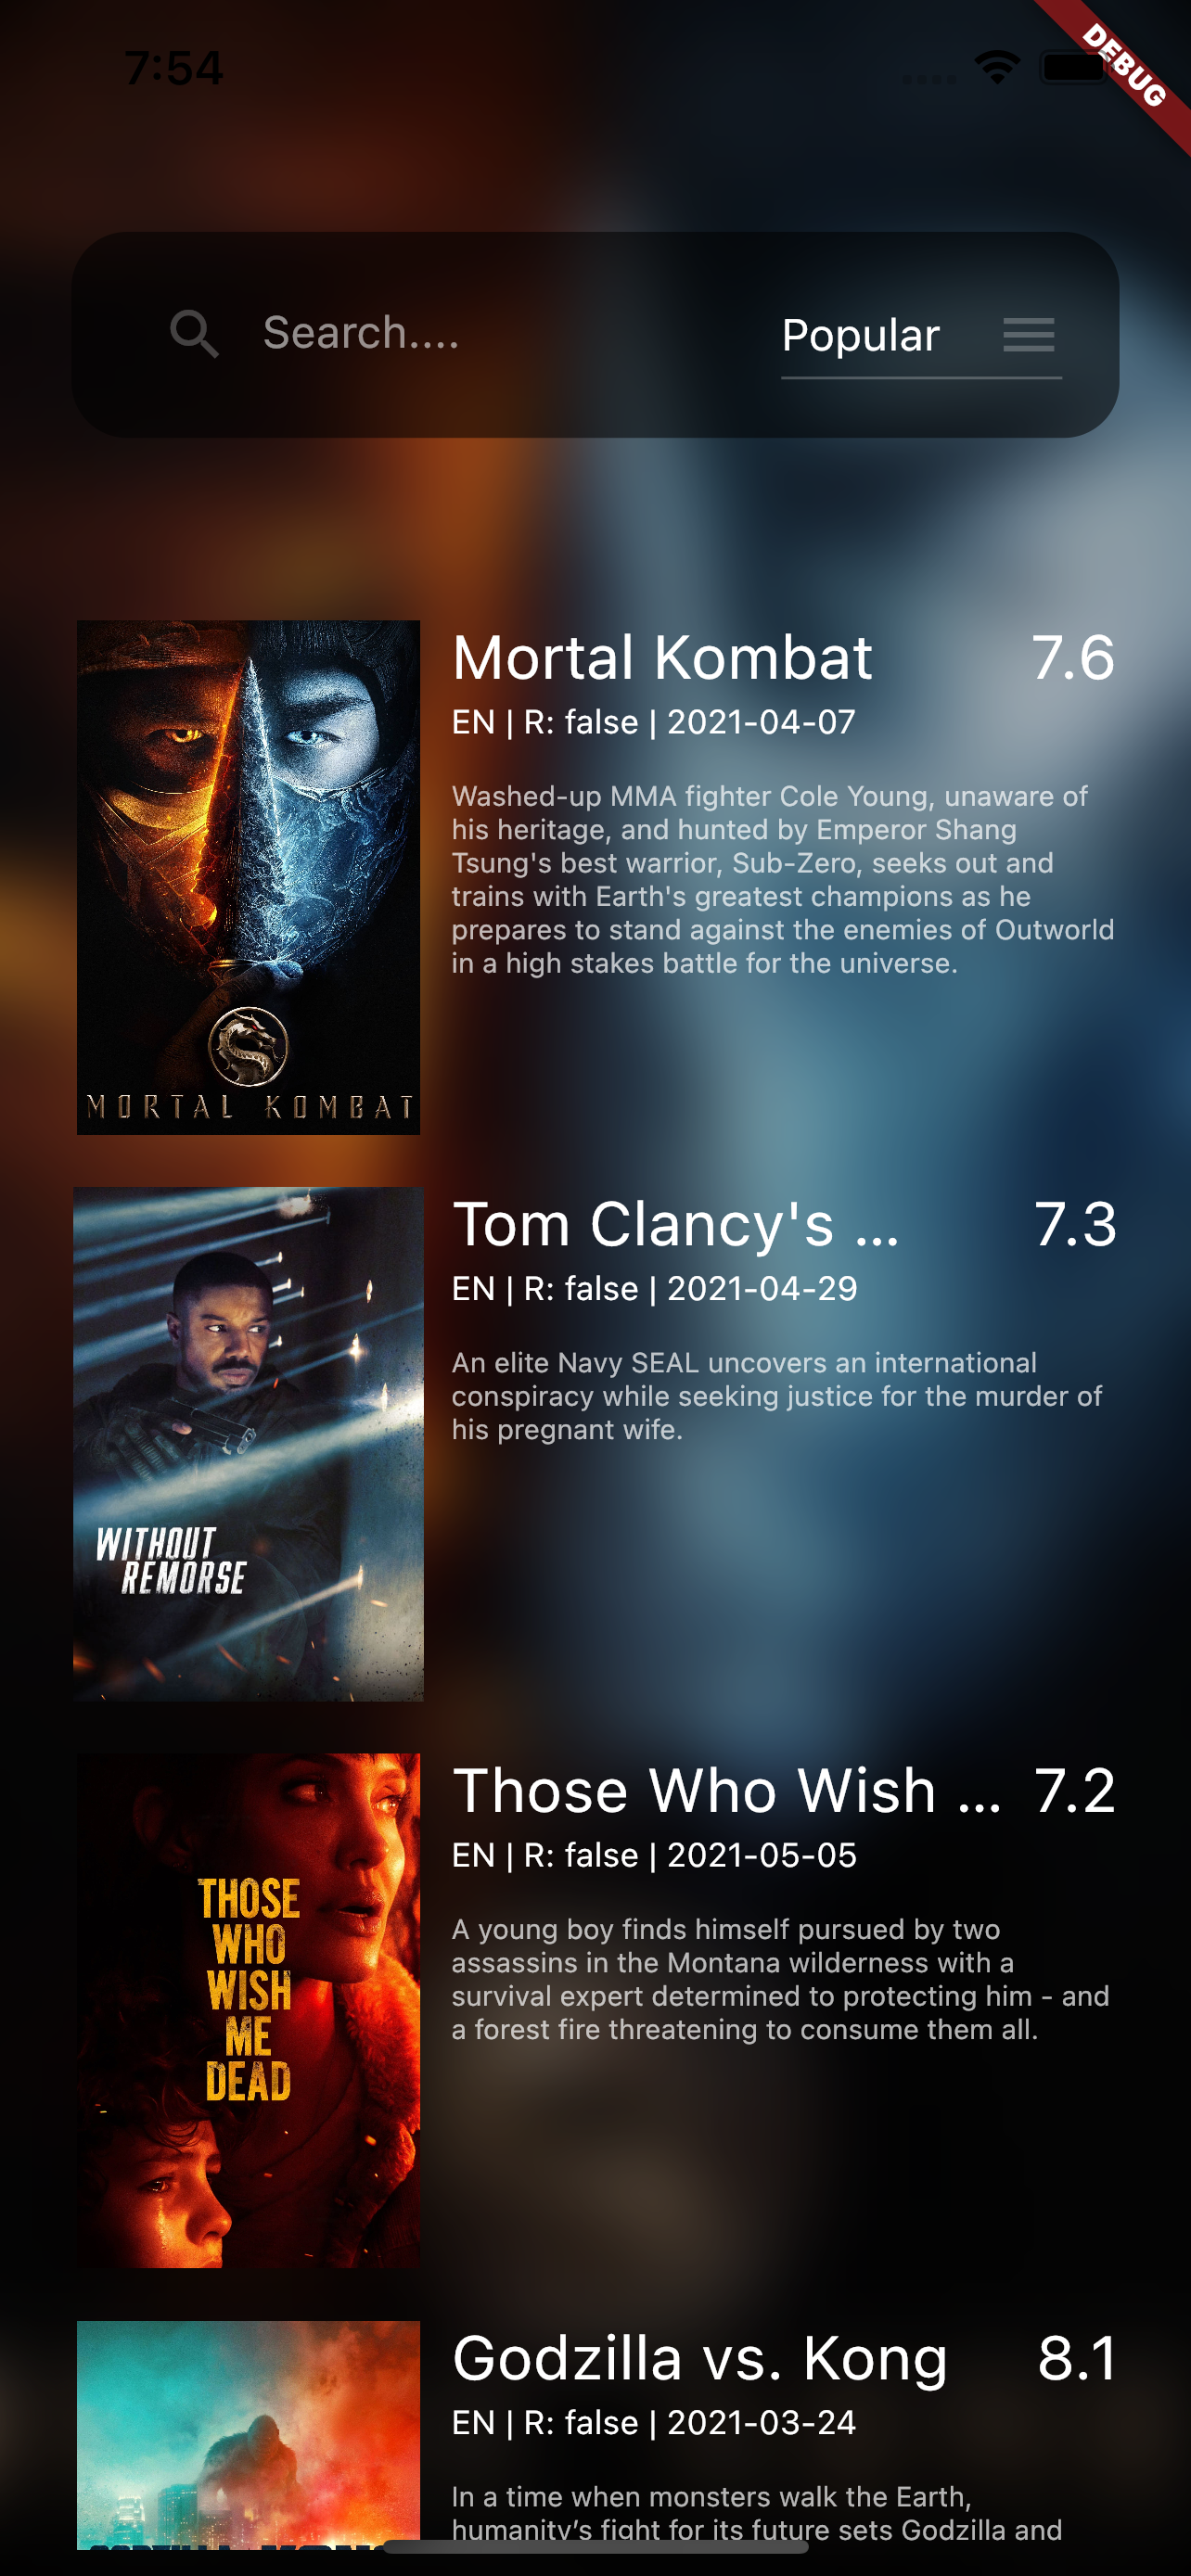 7:54
DEBUG
Search....
Popular
Mortal Kombat 7.6
EN | R: false | 2021-04-07
Washed-up MMA fighter Cole Young, unaware of
his heritage, and hunted by Emperor Shang
Tsung's best warrior, Sub-Zero, seeks out and
trains with Earth's greatest champions as he
prepares to stand against the enemies of Outworld
in a high stakes battle for the universe.
MORTAL KOMBAT
Tom Clancy's ... 7.3
EN | R: false | 2021-04-29
An elite Navy SEAL uncovers an international
conspiracy while seeking justice for the murder of
his pregnant wife.
WITHOUT
REMORSE
Those Who Wish ... 7.2
EN | R: false | 2021-05-05
A young boy finds himself pursued by two
assassins in the Montana wilderness with a
survival expert determined to protecting him - and
a forest fire threatening to consume them all.
THOSE
WHO
WISH
ME
DEAD
Godzilla vs. Kong 8.1
EN | R: false | 2021-03-24
In a time when monsters walk the Earth,
humanity’s fight for its future sets Godzilla and